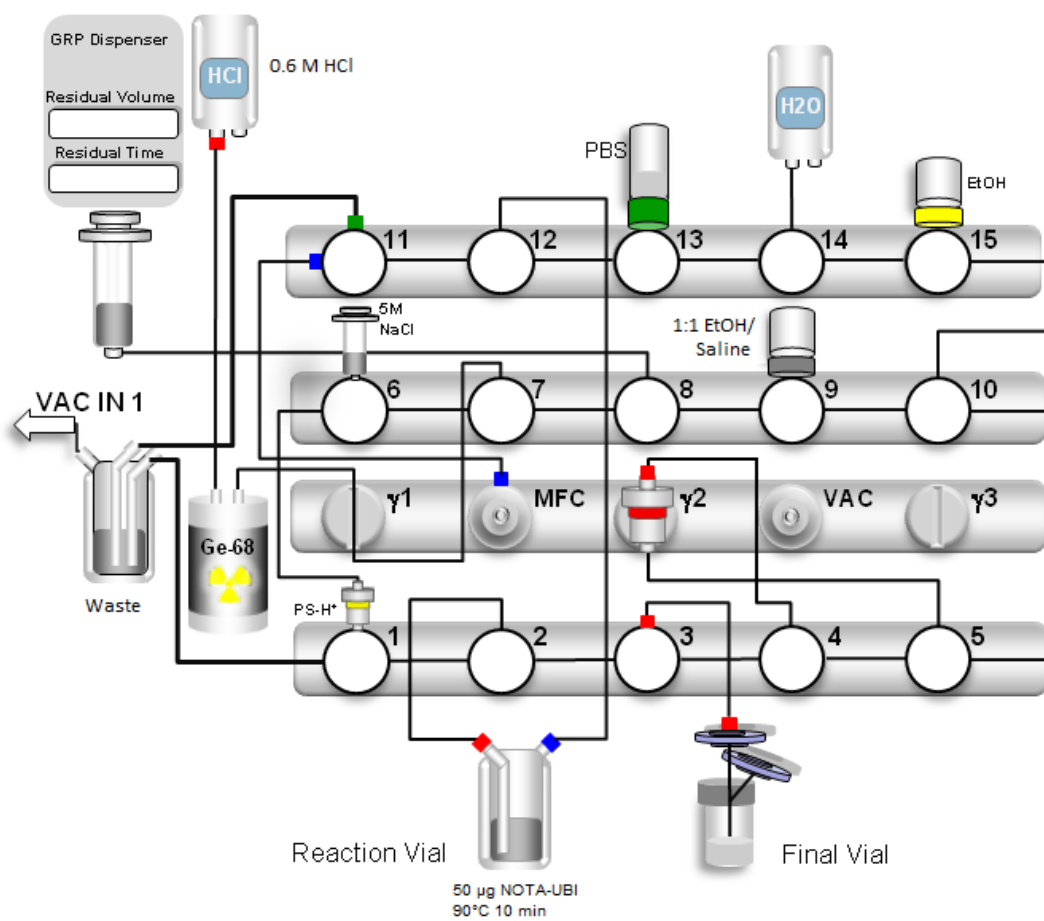 GRP Dispenser
HCl
0.6 M HCl
Residual Volume
Residual Time
H2O
PBS
EtOH
11
12
13
14
15
5M
NaCl
1:1 EtOH/
Saline
6
7
8
9
10
VAC IN 1
γ1
MFC
γ2
VAC
γ3
Ge-68
Waste
PS-H⁺
1
2
3
4
5
Reaction Vial
Final Vial
50 µg NOTA-UBI
90°C 10 min